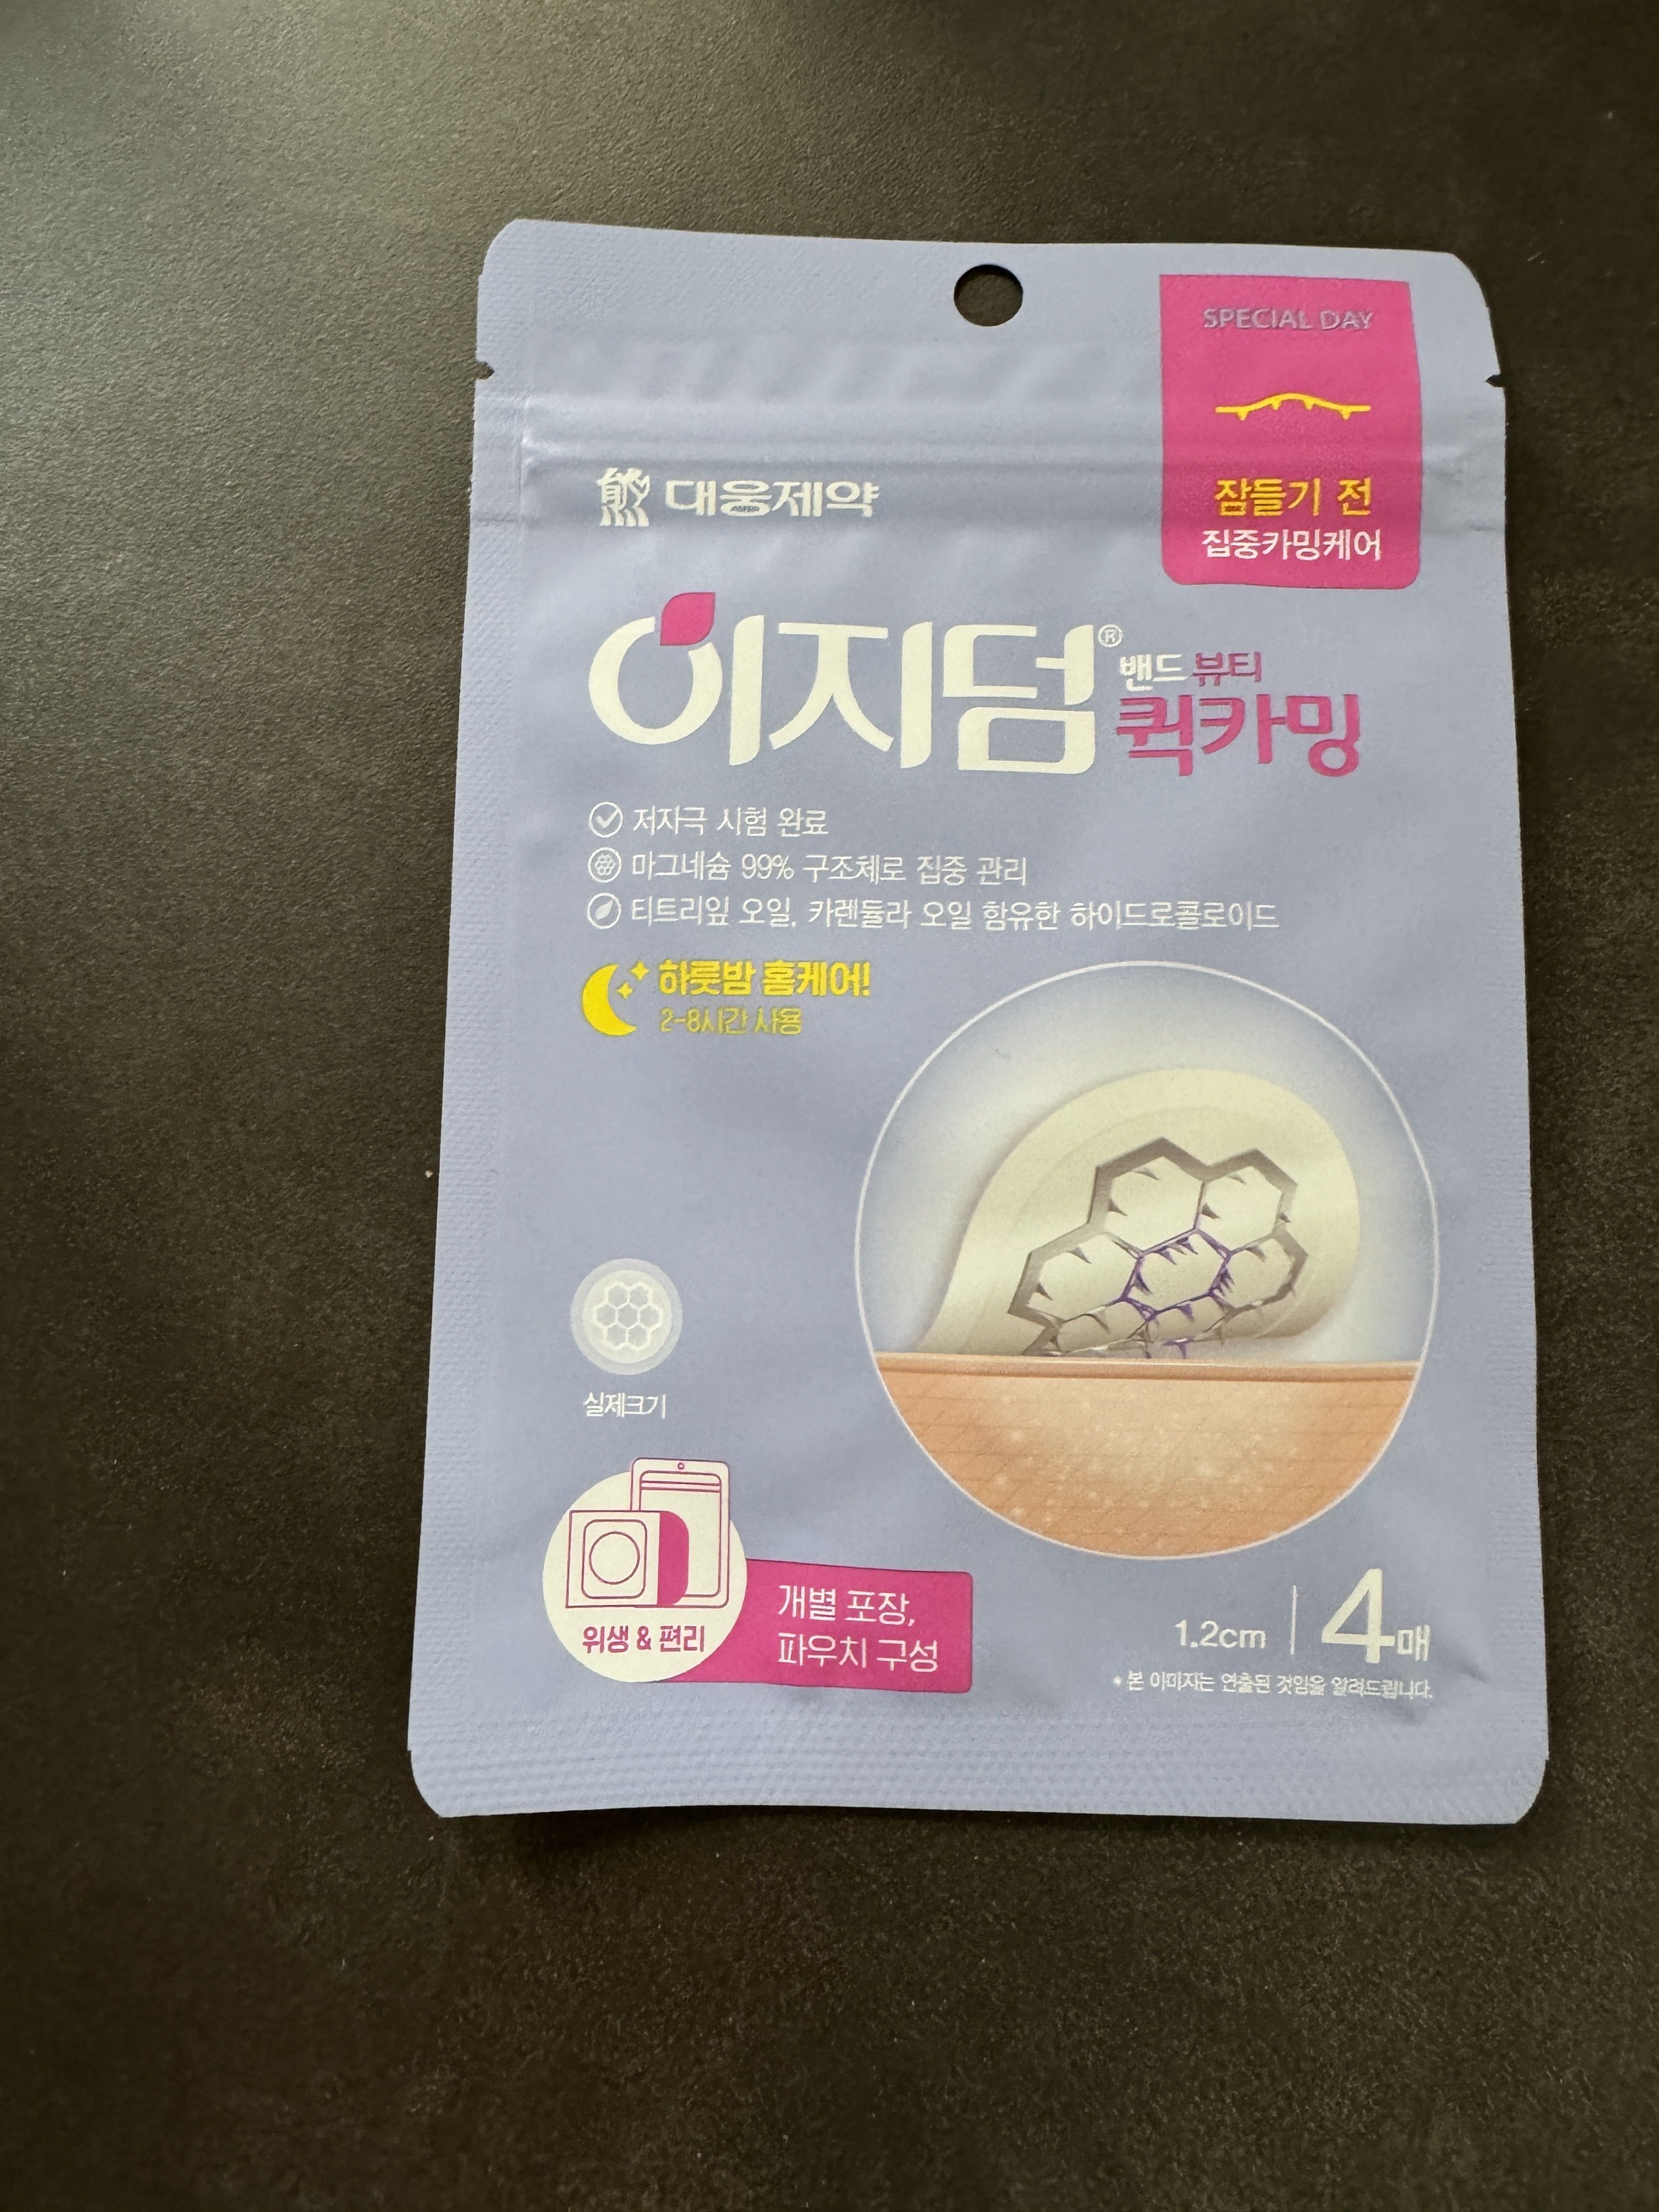 SPECIAL DAY
잠들기 전
집중카밍케어
대웅제약
이지덤®
밴드 뷰티
퀵카밍
저자극 시험 완료
마그네슘 99% 구조체로 집중 관리
티트리잎 오일, 카렌듈라 오일 함유한 하이드로콜로이드
하룻밤 홈케어!
2-8시간 사용
실제크기
위생 & 편리
개별 포장,
파우치 구성
1.2cm | 4매
* 본 이미지는 연출된 것임을 알려드립니다.